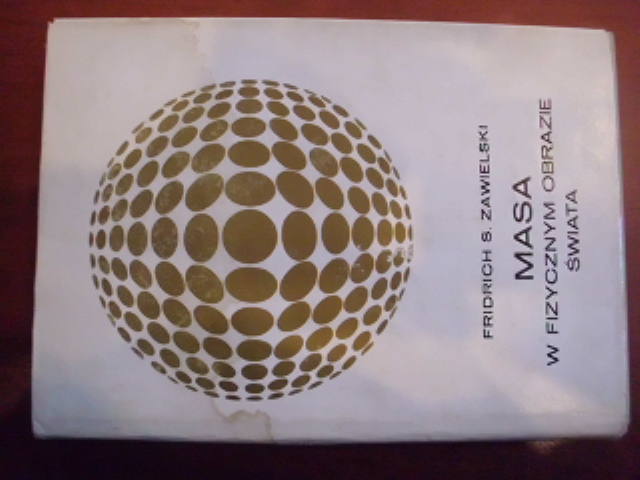 FRIDRICH S. ZAWIELSKI
MASA
W FIZYCZNYM OBRAZIE
ŚWIATA